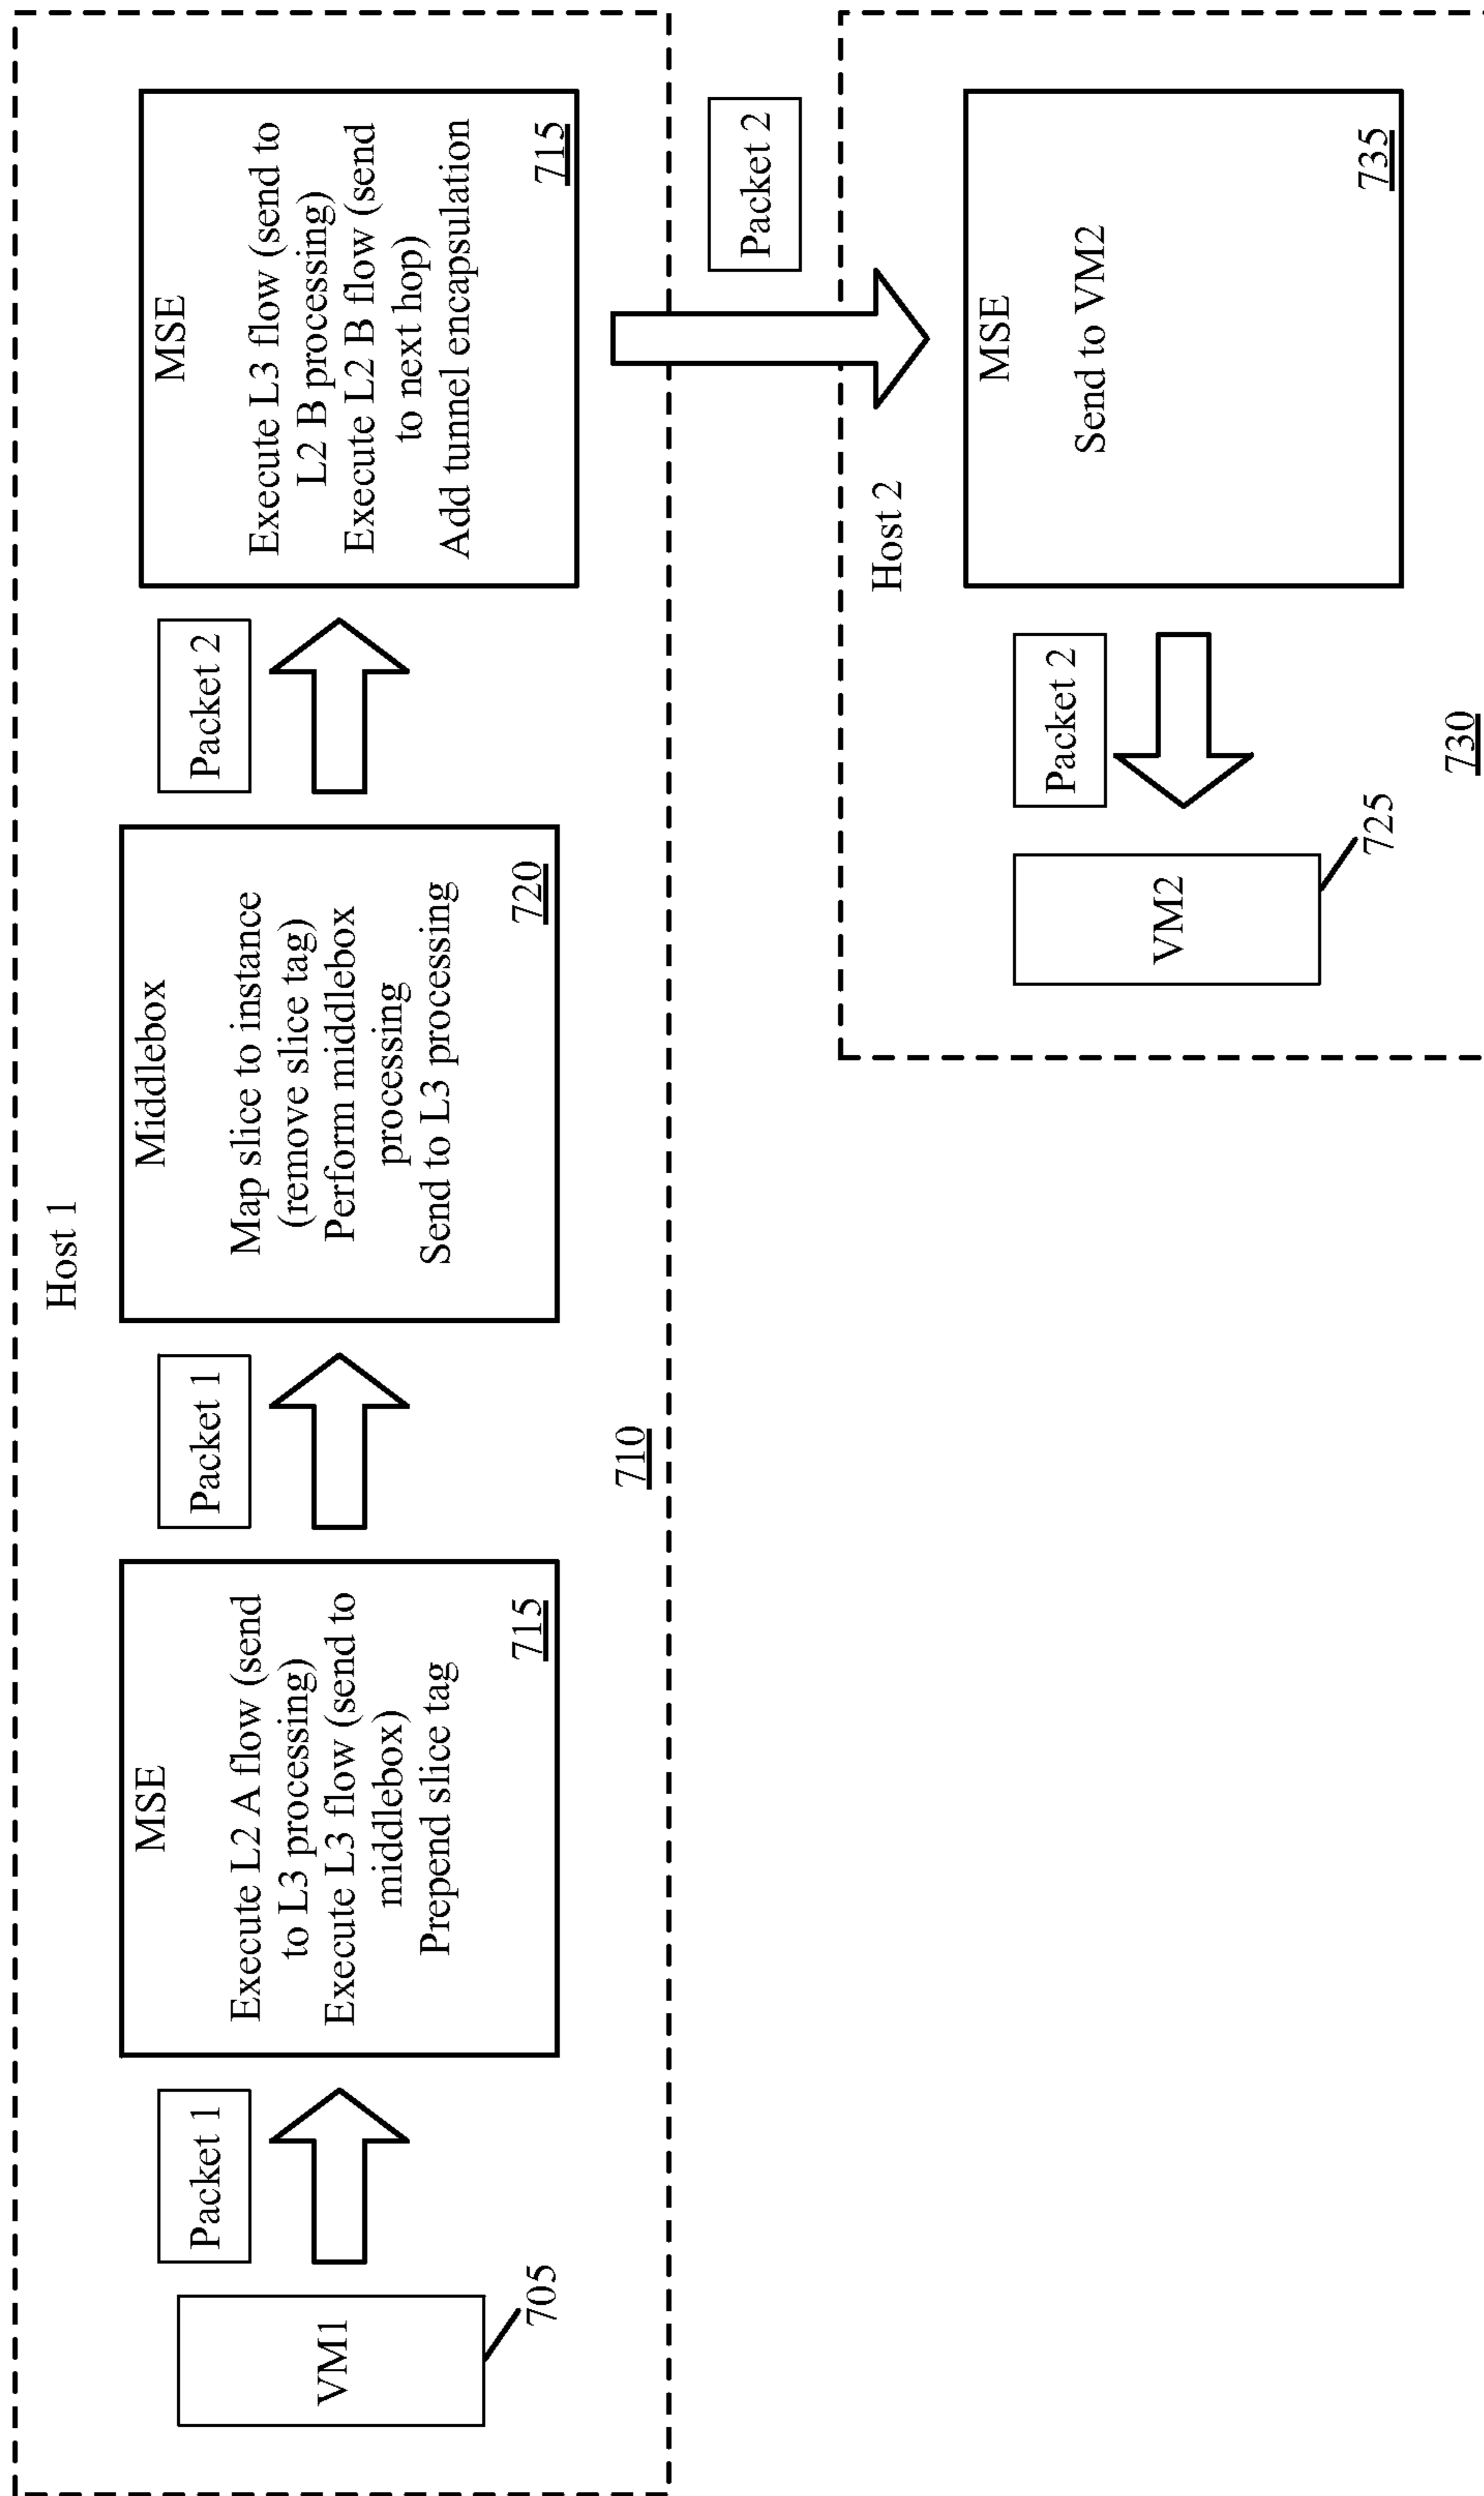 Host 1
VM1
705
Packet 1
MSE
Execute L2 A flow (send
to L3 processing)
Execute L3 flow (send to
middlebox)
Prepend slice tag
715
Packet 1
Middlebox
Map slice to instance
(remove slice tag)
Perform middlebox
processing
Send to L3 processing
720
Packet 2
MSE
Execute L3 flow (send to
L2 B processing)
Execute L2 B flow (send
to next hop)
Add tunnel encapsulation
715
710
Packet 2
Host 2
MSE
Send to VM2
735
Packet 2
VM2
725
730